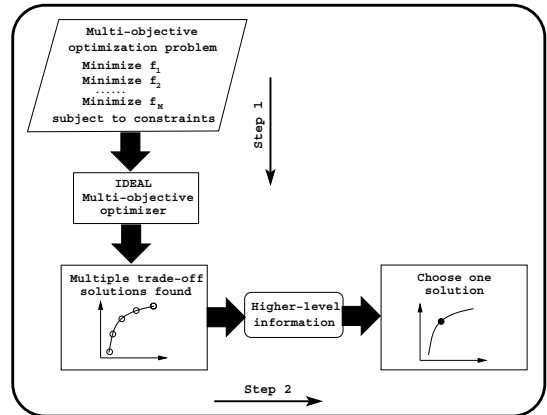 Multi-objective
optimization problem
Minimize f1
Minimize f2
......
Minimize fM
subject to constraints
Step 1
IDEAL
Multi-objective
optimizer
Multiple trade-off
solutions found
Higher-level
information
Choose one
solution
Step 2